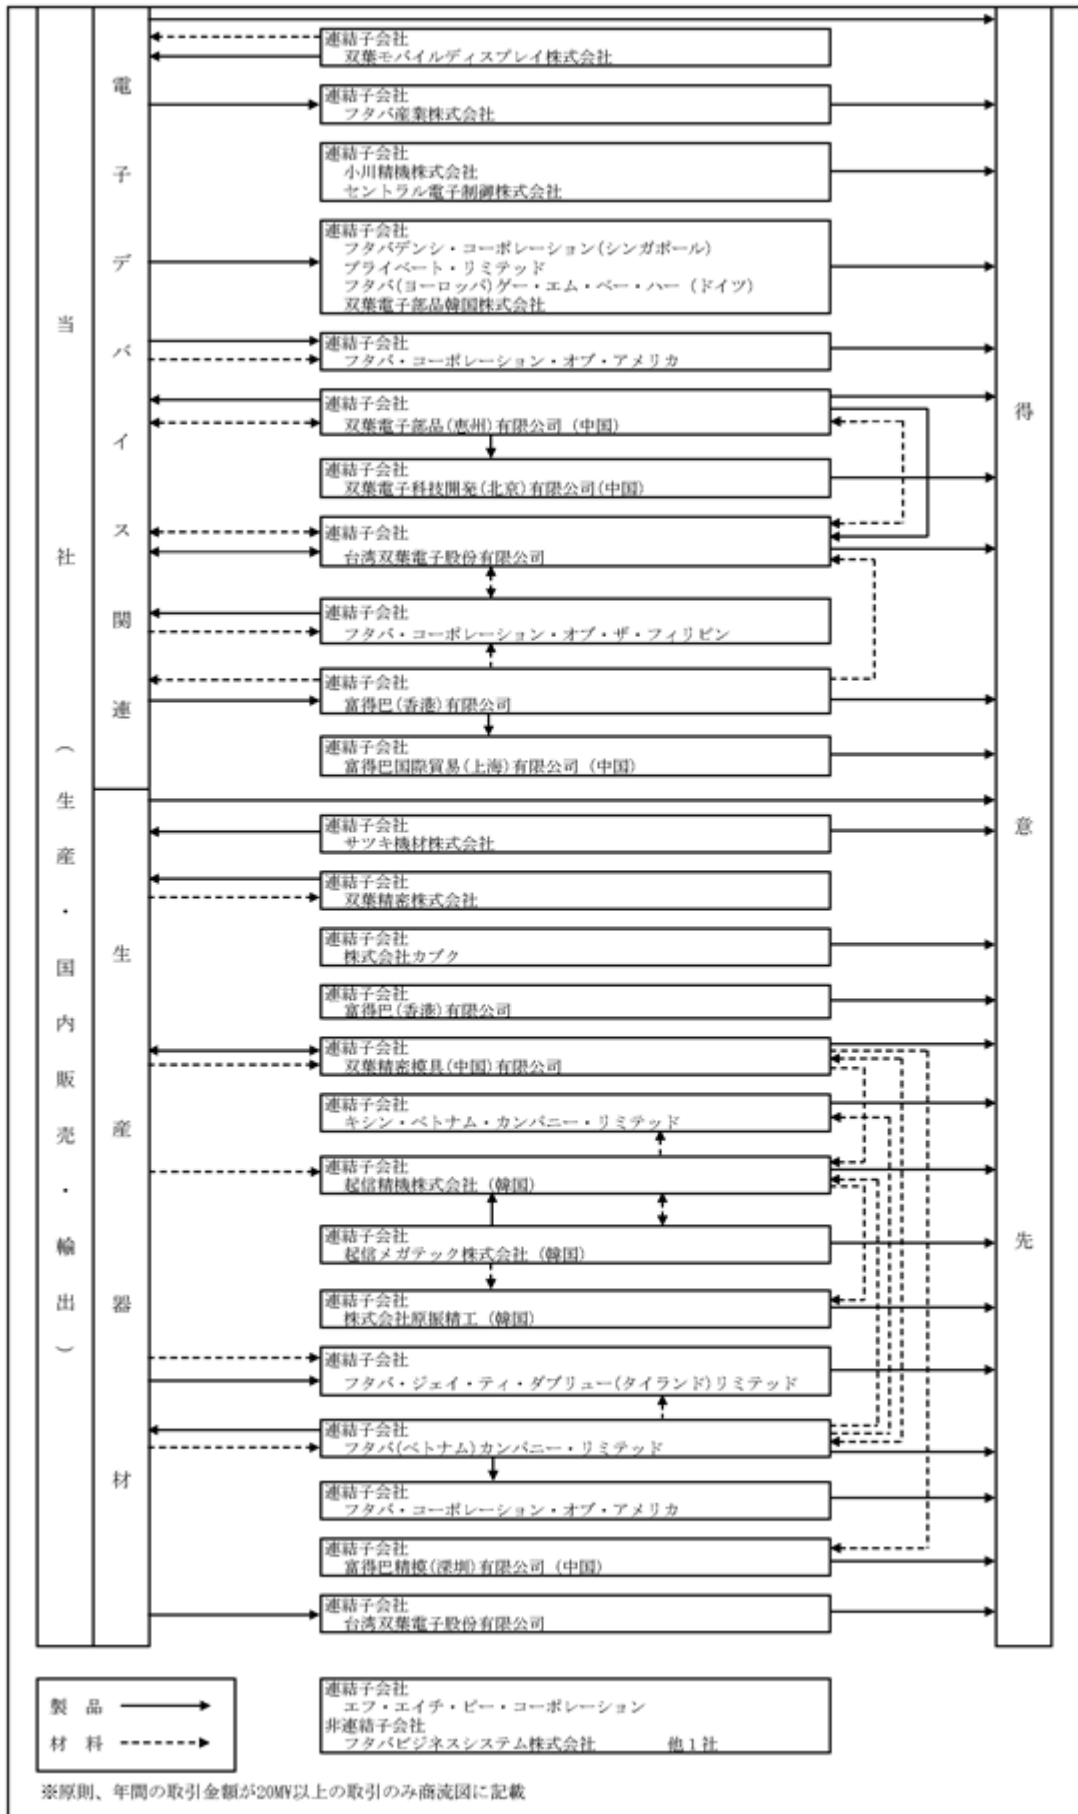 当社（生産・国内販売・輸出）
電子デバイス関連
連結子会社
双葉モバイルディスプレイ株式会社
連結子会社
フタバ産業株式会社
連結子会社
小川精機株式会社
セントラル電子制御株式会社
連結子会社
フタバデンシ・コーポレーション(シンガポール)
プライベート・リミテッド
フタバ(ヨーロッパ)ゲー・エム・ベー・ハー（ドイツ）
双葉電子部品韓国株式会社
連結子会社
フタバ・コーポレーション・オブ・アメリカ
連結子会社
双葉電子部品(恵州)有限公司（中国）
連結子会社
双葉電子科技開発(北京)有限公司(中国)
連結子会社
台湾双葉電子股份有限公司
連結子会社
フタバ・コーポレーション・オブ・ザ・フィリピン
連結子会社
富得巴(香港)有限公司
連結子会社
富得巴国際貿易(上海)有限公司（中国）
生産器材
連結子会社
サツキ機材株式会社
連結子会社
双葉精密株式会社
連結子会社
株式会社カブク
連結子会社
富得巴(香港)有限公司
連結子会社
双葉精密模具(中国)有限公司
連結子会社
キシン・ベトナム・カンパニー・リミテッド
連結子会社
起信精機株式会社（韓国）
連結子会社
起信メガテック株式会社（韓国）
連結子会社
株式会社原振精工（韓国）
連結子会社
フタバ・ジェイ・ティ・ダブリュー(タイランド)リミテッド
連結子会社
フタバ(ベトナム)カンパニー・リミテッド
連結子会社
フタバ・コーポレーション・オブ・アメリカ
連結子会社
富得巴精模(深圳)有限公司（中国）
連結子会社
台湾双葉電子股份有限公司
得意先
製品
材料
連結子会社
エフ・エイチ・ピー・コーポレーション
非連結子会社
フタバビジネスシステム株式会社　　他１社
※原則、年間の取引金額が20M¥以上の取引のみ商流図に記載